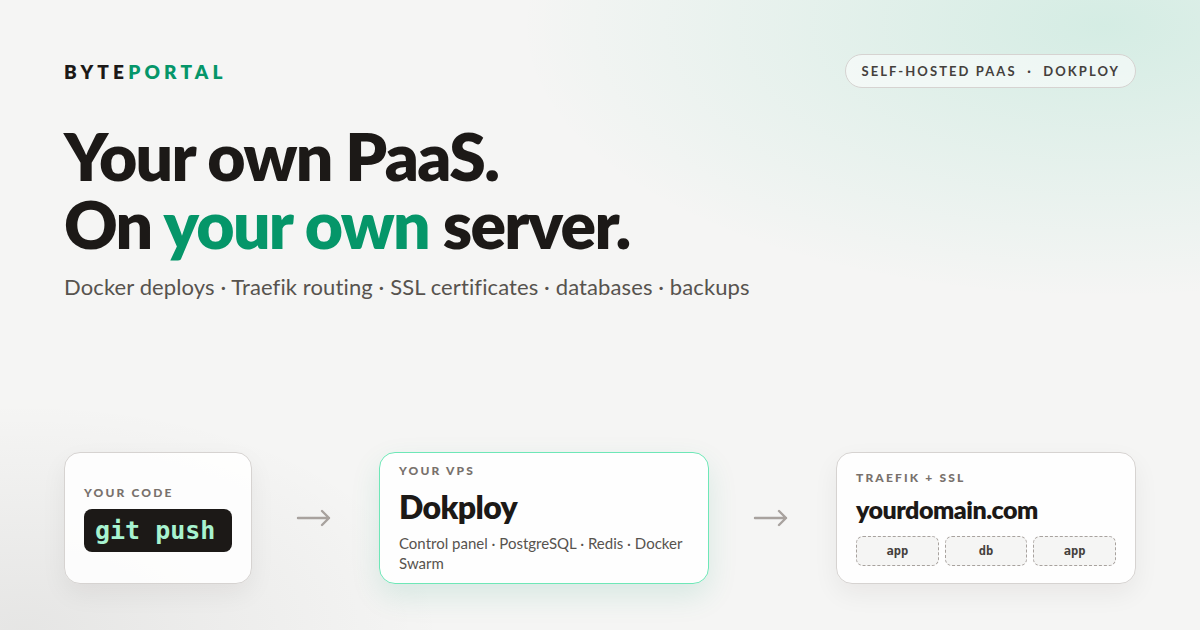 BYTEPORTAL
SELF-HOSTED PAAS · DOKPLOY
Your own PaaS.
On your own server.
Docker deploys · Traefik routing · SSL certificates · databases · backups
YOUR CODE
git push
YOUR VPS
Dokploy
Control panel · PostgreSQL · Redis · Docker
Swarm
TRAEFIK + SSL
yourdomain.com
app
db
app